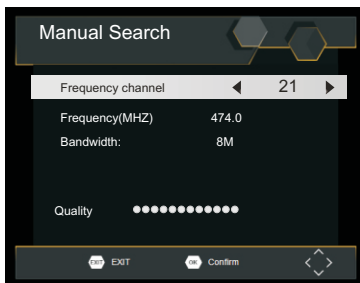 Manual Search
Frequency channel 21
Frequency(MHZ) 474.0
Bandwidth: 8M
Quality
EXIT EXIT OK Confirm